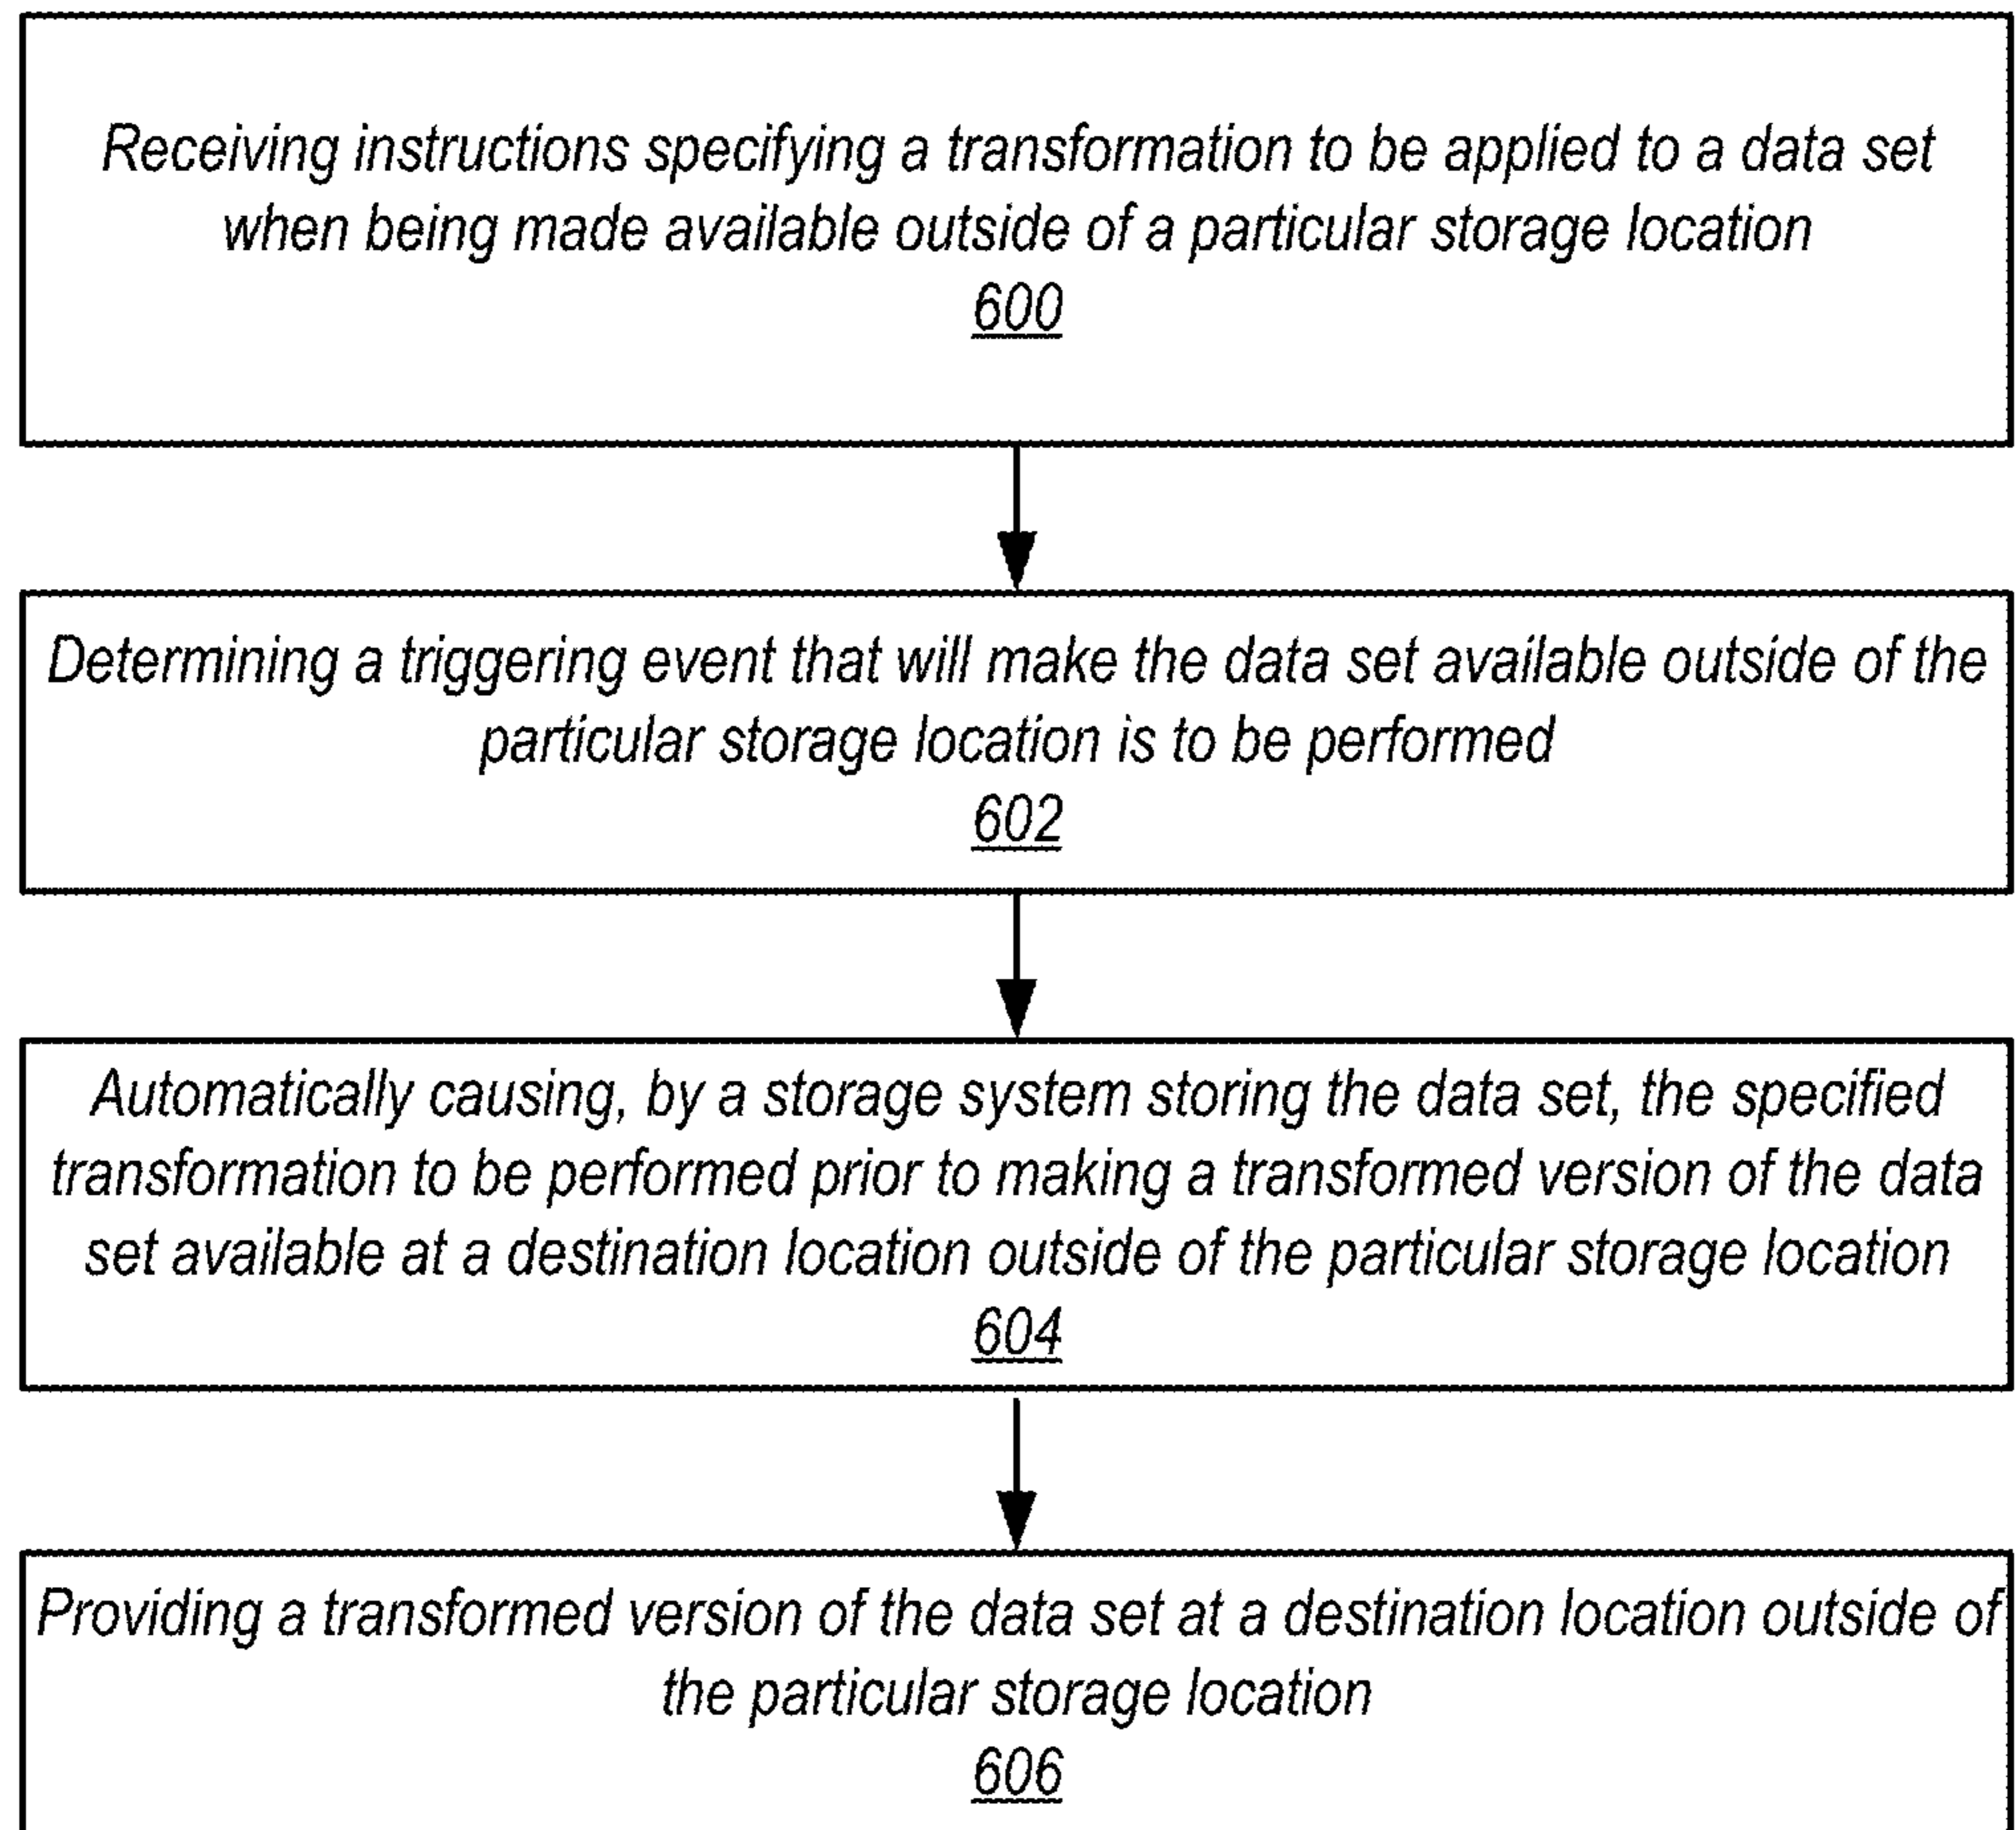 Receiving instructions specifying a transformation to be applied to a data set
when being made available outside of a particular storage location
600
Determining a triggering event that will make the data set available outside of the
particular storage location is to be performed
602
Automatically causing, by a storage system storing the data set, the specified
transformation to be performed prior to making a transformed version of the data
set available at a destination location outside of the particular storage location
604
Providing a transformed version of the data set at a destination location outside of
the particular storage location
606